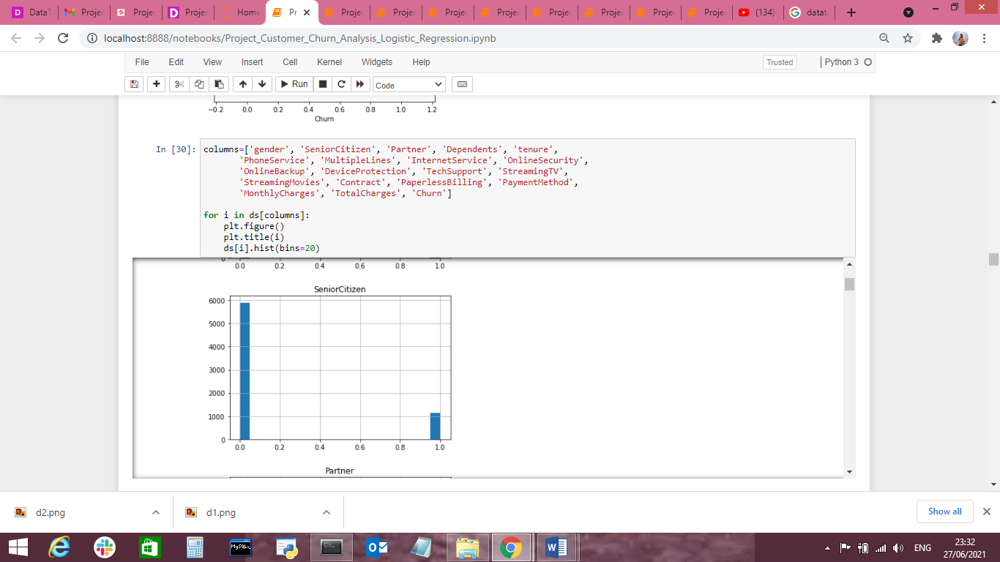 DataT
Projec
Projec
Projec
Home
Pr
Projec
Projec
Projec
Projec
Projec
Projec
Projec
Projec
(134)
datat
localhost:8888/notebooks/Project_Customer_Churn_Analysis_Logistic_Regression.ipynb
File Edit View Insert Cell Kernel Widgets Help Trusted Python 3
Run Code
−0.2 0.0 0.2 0.4 0.6 0.8 1.0 1.2
Churn
In [30]: columns=['gender', 'SeniorCitizen', 'Partner', 'Dependents', 'tenure',
'PhoneService', 'MultipleLines', 'InternetService', 'OnlineSecurity',
'OnlineBackup', 'DeviceProtection', 'TechSupport', 'StreamingTV',
'StreamingMovies', 'Contract', 'PaperlessBilling', 'PaymentMethod',
'MonthlyCharges', 'TotalCharges', 'Churn']
for i in ds[columns]:
plt.figure()
plt.title(i)
ds[i].hist(bins=20)
0
0.0 0.2 0.4 0.6 0.8 1.0
SeniorCitizen
6000
5000
4000
3000
2000
1000
0
0.0 0.2 0.4 0.6 0.8 1.0
Partner
d2.png
d1.png
Show all
MySQL
ENG
23:32
27/06/2021